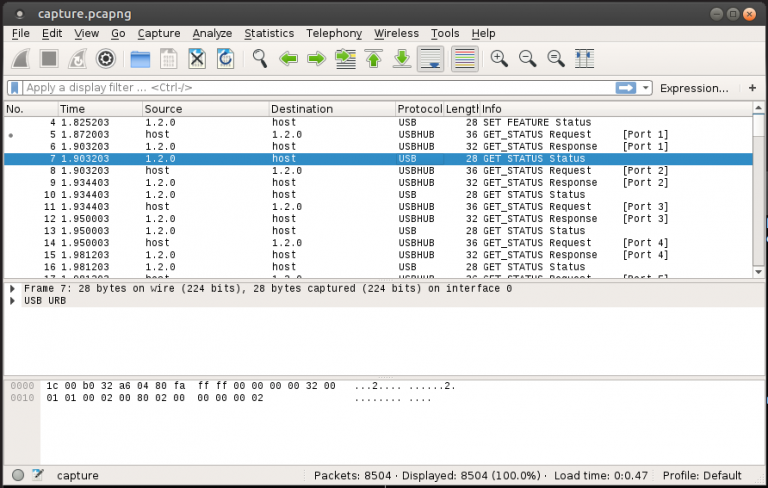 capture.pcapng
File Edit View Go Capture Analyze Statistics Telephony Wireless Tools Help
Apply a display filter ... <Ctrl-/> Expression... +
No. Time Source Destination Protocol Length Info
4 1.825203 1.2.0 host USB 28 SET FEATURE Status
5 1.872003 host 1.2.0 USBHUB 36 GET_STATUS Request [Port 1]
6 1.903203 1.2.0 host USBHUB 32 GET_STATUS Response [Port 1]
7 1.903203 1.2.0 host USB 28 GET STATUS Status
8 1.903203 host 1.2.0 USBHUB 36 GET_STATUS Request [Port 2]
9 1.934403 1.2.0 host USBHUB 32 GET_STATUS Response [Port 2]
10 1.934403 1.2.0 host USB 28 GET STATUS Status
11 1.934403 host 1.2.0 USBHUB 36 GET_STATUS Request [Port 3]
12 1.950003 1.2.0 host USBHUB 32 GET_STATUS Response [Port 3]
13 1.950003 1.2.0 host USB 28 GET STATUS Status
14 1.950003 host 1.2.0 USBHUB 36 GET_STATUS Request [Port 4]
15 1.981203 1.2.0 host USBHUB 32 GET_STATUS Response [Port 4]
16 1.981203 1.2.0 host USB 28 GET STATUS Status
Frame 7: 28 bytes on wire (224 bits), 28 bytes captured (224 bits) on interface 0
USB URB
0000 1c 00 b0 32 a6 04 80 fa ff ff 00 00 00 00 32 00 ...2.... ......2.
0010 01 01 00 02 00 80 02 00 00 00 00 02 ........ ....
capture Packets: 8504 · Displayed: 8504 (100.0%) · Load time: 0:0.47 Profile: Default